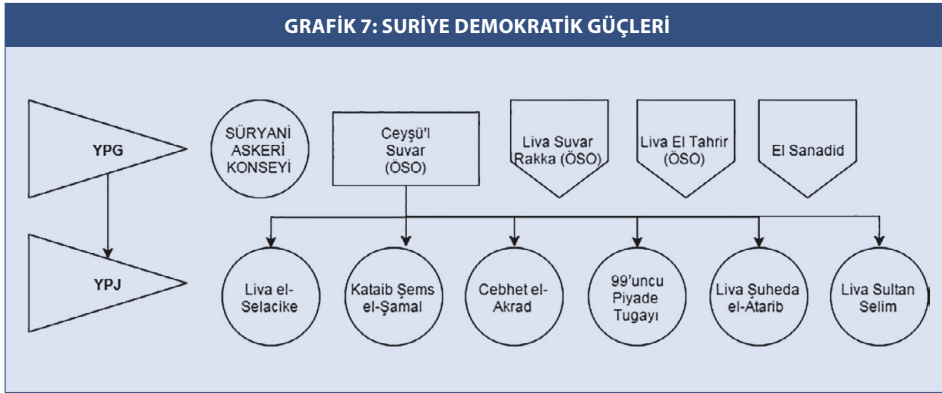 GRAFİK 7: SURİYE DEMOKRATİK GÜÇLERİ
YPG
SÜRYANİ
ASKERİ
KONSEYİ
Ceyşü'l
Suvar
(ÖSO)
Liva Suvar
Rakka (ÖSO)
Liva El Tahrir
(ÖSO)
El Sanadid
YPJ
Liva el-
Selacike
Kataib Şems
el-Şamal
Cebhet el-
Akrad
99'uncu
Piyade
Tugayı
Liva Şuheda
el-Atarib
Liva Sultan
Selim